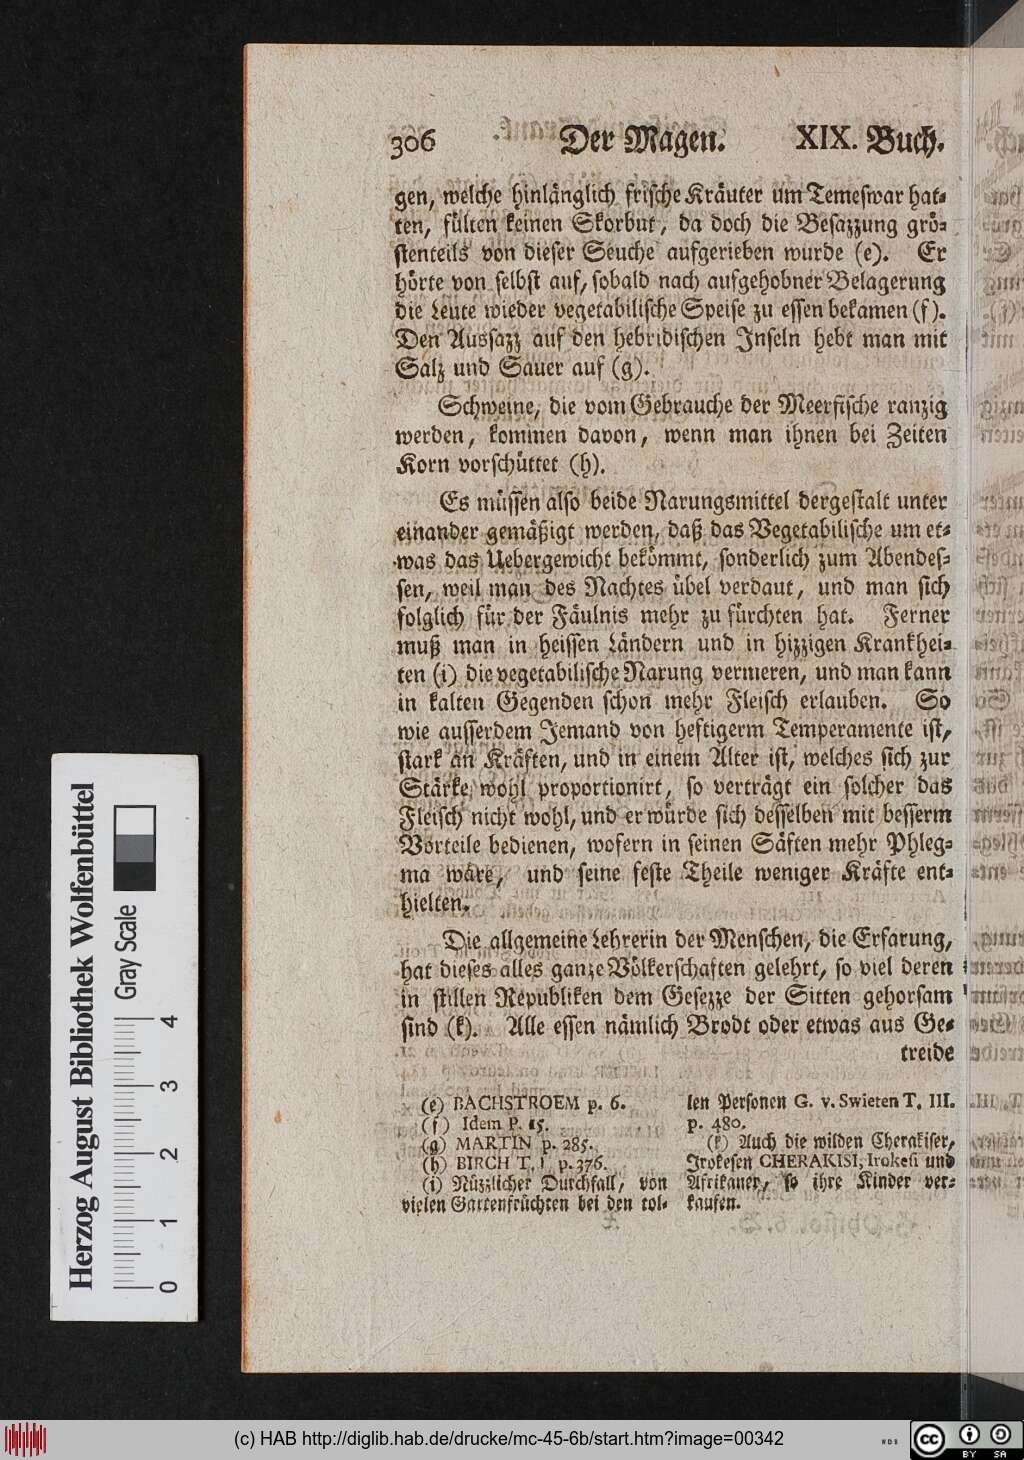 306 Der Magen. XIX. Buch.
gen, welche hinlänglich frische Kräuter um Temeswar hat-
ten, fülten keinen Skorbut, da doch die Besazzung grö-
stenteils von dieser Seuche aufgerieben wurde (e). Er
hörte von selbst auf, sobald nach aufgehobner Belagerung
die Leute wieder vegetabilische Speise zu essen bekamen (f).
Den Aussazz auf den hebridischen Inseln hebt man mit
Salz und Sauer auf (g).
Schweine, die vom Gebrauche der Meerfische ranzig
werden, kommen davon, wenn man ihnen bei Zeiten
Korn vorschüttet (h).
Es müssen also beide Narungsmittel dergestalt unter
einander gemäßigt werden, daß das Vegetabilische um et-
was das Uebergewicht bekömmt, sonderlich zum Abendes-
sen, weil man des Nachtes übel verdaut, und man sich
folglich für der Fäulnis mehr zu fürchten hat. Ferner
muß man in heissen Ländern und in hizzigen Krankhei-
ten (i) die vegetabilische Narung vermeren, und man kann
in kalten Gegenden schon mehr Fleisch erlauben. So
wie ausserdem Jemand von heftigerm Temperamente ist,
stark an Kräften, und in einem Alter ist, welches sich zur
Stärke wohl proportionirt, so verträgt ein solcher das
Fleisch nicht wohl, und er würde sich desselben mit besserm
Vorteile bedienen, wofern in seinen Säften mehr Phleg-
ma wäre, und seine feste Theile weniger Kräfte ent-
hielten.
Die allgemeine Lehrerin der Menschen, die Erfarung,
hat dieses alles ganze Völkerschaften gelehrt, so viel deren
in stillen Republiken dem Gesezze der Sitten gehorsam
sind (k). Alle essen nämlich Brodt oder etwas aus Ge-
treide
(e) BACHSTROEM p. 6.
(f) Idem P. 15.
(g) MARTIN p. 285.
(h) BIRCH T. I. p. 376.
(i) Nüzzlicher Durchfall, von
vielen Gartenfrüchten bei den tol-
len Personen G. v. Swieten T. III.
p. 480.
(k) Auch die wilden Cherakiser,
Irokesen CHERAKISI, Irokesi und
Afrikaner, so ihre Kinder ver-
kaufen.
Herzog August Bibliothek Wolfenbüttel
Gray Scale
0 1 2 3 4
(c) HAB http://diglib.hab.de/drucke/mc-45-6b/start.htm?image=00342
cc BY SA